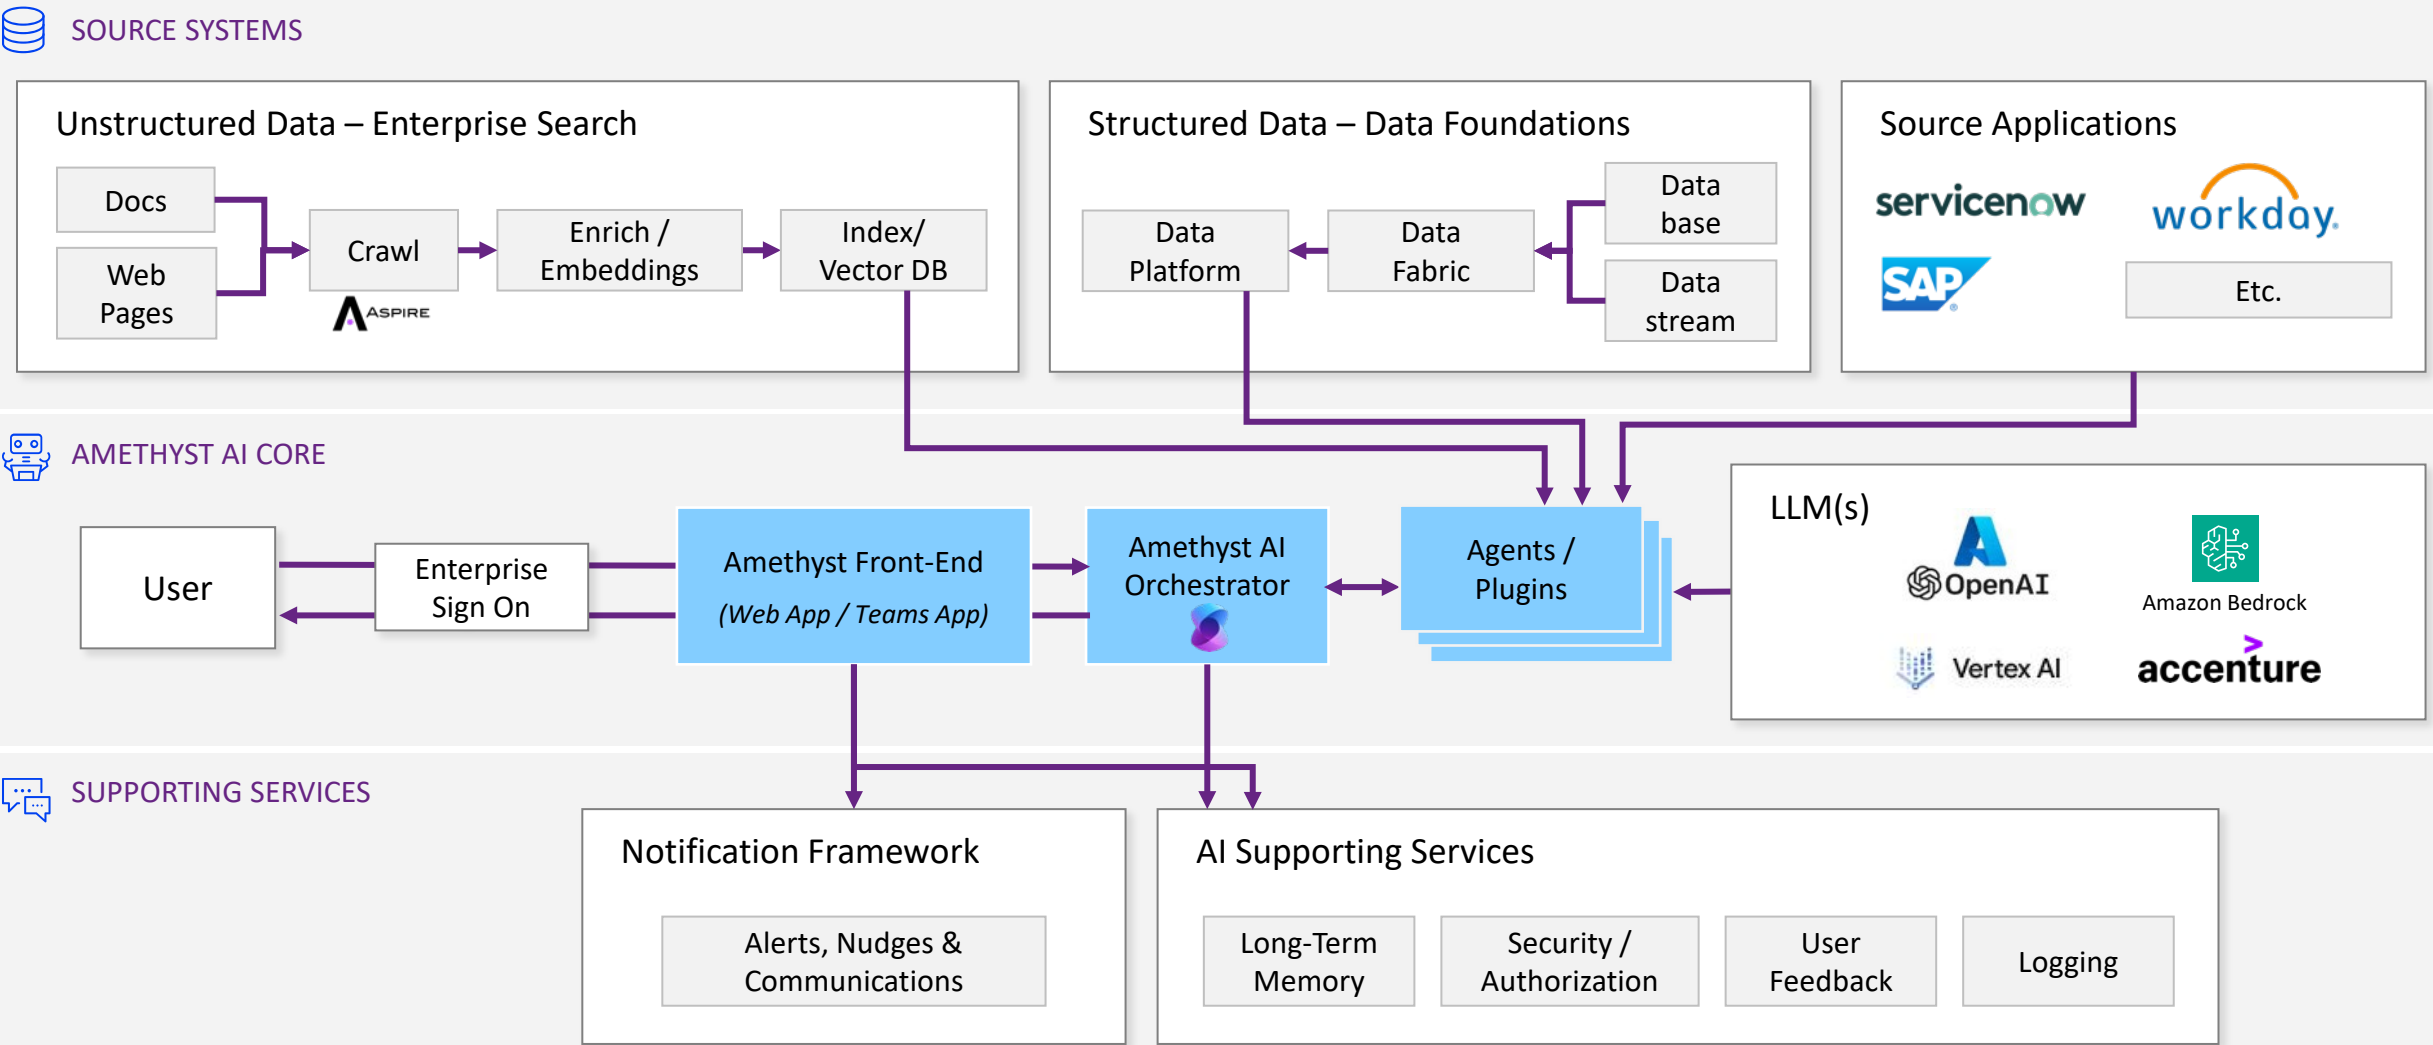 SOURCE SYSTEMS
Unstructured Data – Enterprise Search
Docs
Web
Pages
Crawl
ASPIRE
Enrich /
Embeddings
Index/
Vector DB
Structured Data – Data Foundations
Data
Platform
Data
Fabric
Data
base
Data
stream
Source Applications
servicenow
workday.
SAP
Etc.
AMETHYST AI CORE
User
Enterprise
Sign On
Amethyst Front-End
(Web App / Teams App)
Amethyst AI
Orchestrator
Agents /
Plugins
LLM(s)
OpenAI
Amazon Bedrock
Vertex AI
accenture
SUPPORTING SERVICES
Notification Framework
Alerts, Nudges &
Communications
AI Supporting Services
Long-Term
Memory
Security /
Authorization
User
Feedback
Logging